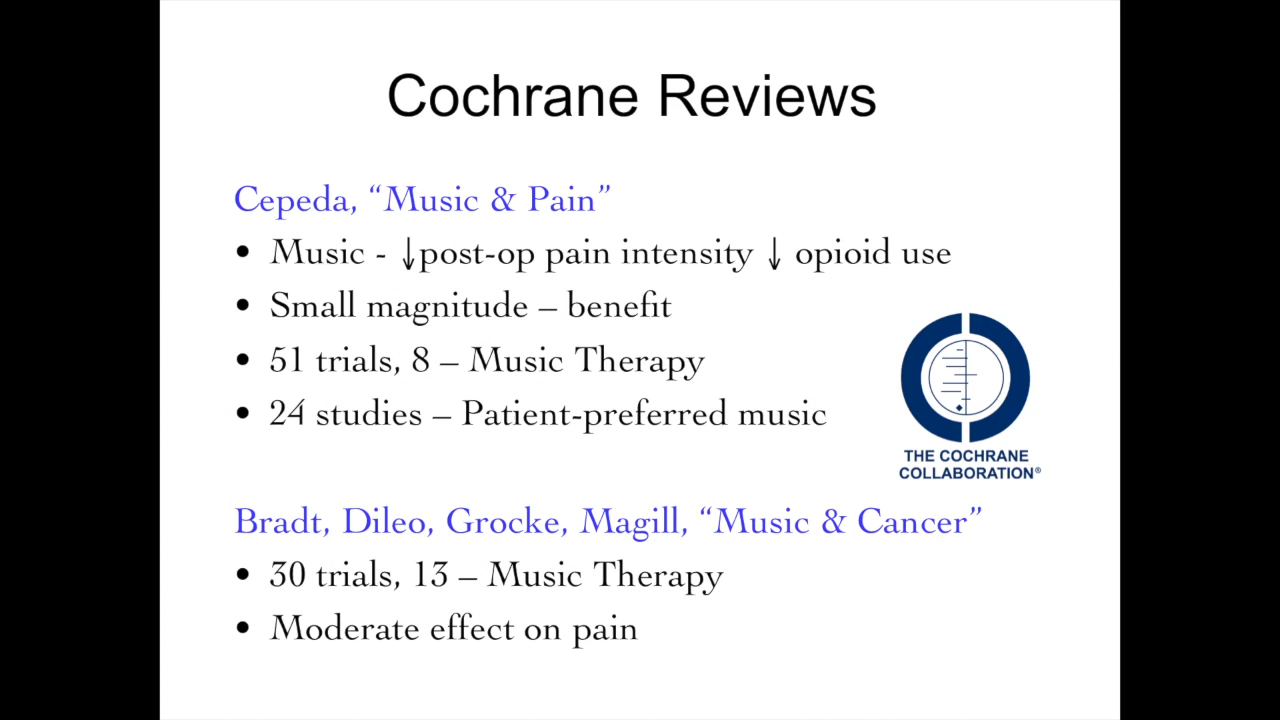 Cochrane Reviews
Cepeda, “Music & Pain”
• Music - ↓post-op pain intensity ↓ opioid use
• Small magnitude – benefit
• 51 trials, 8 – Music Therapy
• 24 studies – Patient-preferred music
THE COCHRANE
COLLABORATION®
Bradt, Dileo, Grocke, Magill, “Music & Cancer”
• 30 trials, 13 – Music Therapy
• Moderate effect on pain